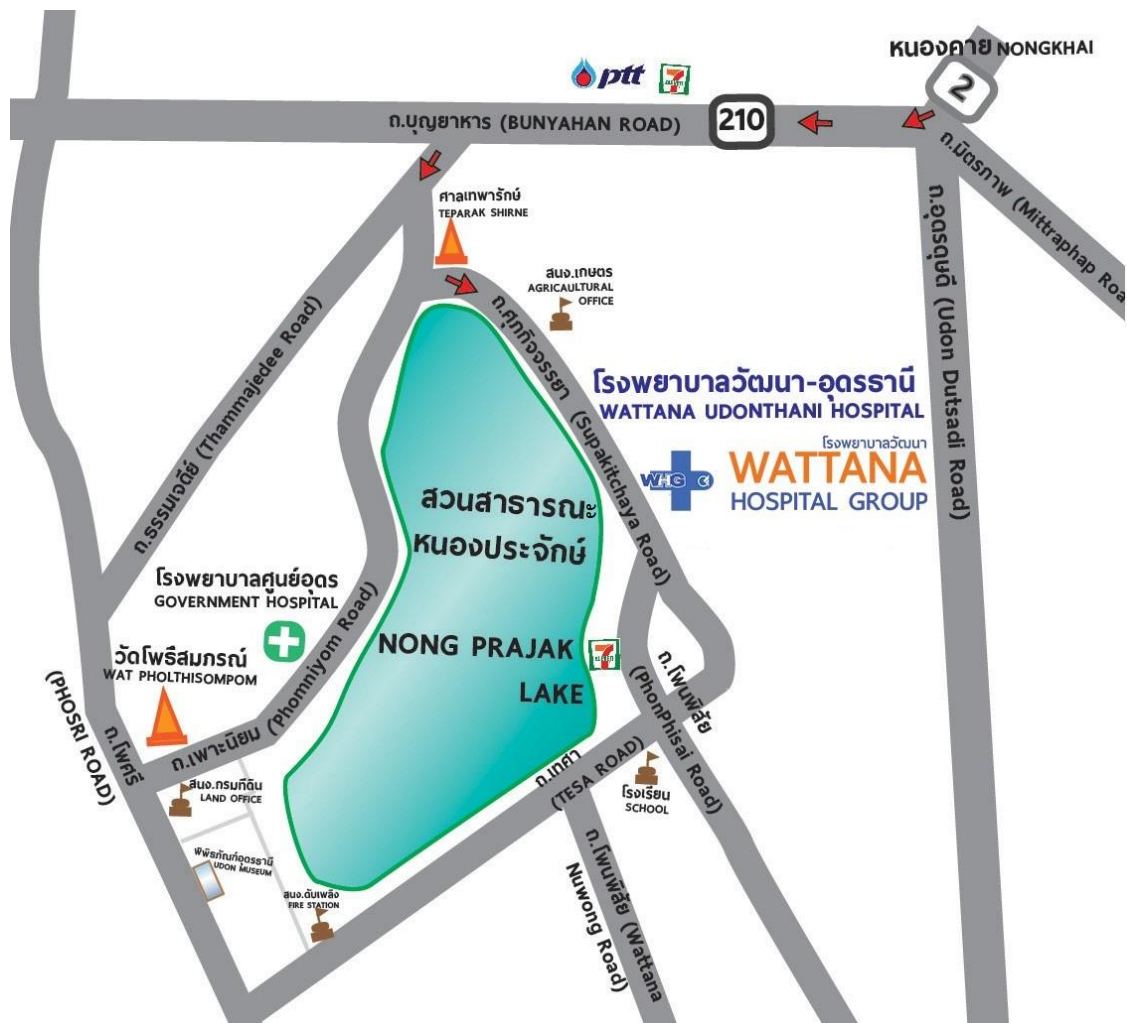 หนองคาย NONGKHAI
2
ptt
7
ELEVEN
ถ.บุญยาหาร (BUNYAHAN ROAD)
210
ถ.มิตรภาพ (Mittraphap Roa
ถ.อุดรดุษดี (Udon Dutsadi Road)
ศาลเทพารักษ์
TEPARAK SHIRNE
สนง.เกษตร
AGRICAULTURAL
OFFICE
ถ.ศุภกิจจรรยา (Supakitchaya Road)
ถ.ธรรมเจดีย์ (Thammajedee Road)
โรงพยาบาลวัฒนา-อุดรธานี
WATTANA UDONTHANI HOSPITAL
โรงพยาบาลวัฒนา
WHG
WATTANA
HOSPITAL GROUP
สวนสาธารณะ
หนองประจักษ์
NONG PRAJAK
LAKE
7
ELEVEN
โรงพยาบาลศูนย์อุดร
GOVERNMENT HOSPITAL
วัดโพธิสมภรณ์
WAT PHOLTHISOMPOM
ถ.เพาะนิยม (Phomniyom Road)
ถ.โพศรี
(PHOSRI ROAD)
สนง.กรมที่ดิน
LAND OFFICE
พิพิธภัณฑ์อุดรธานี
UDON MUSEUM
สนง.ดับเพลิง
FIRE STATION
ถ.เทศา
(TESA ROAD)
โรงเรียน
SCHOOL
ถ.โพนพิสัย
(PhonPhisai Road)
ถ.โพนพิสัย (Wattana
Nuwong Road)